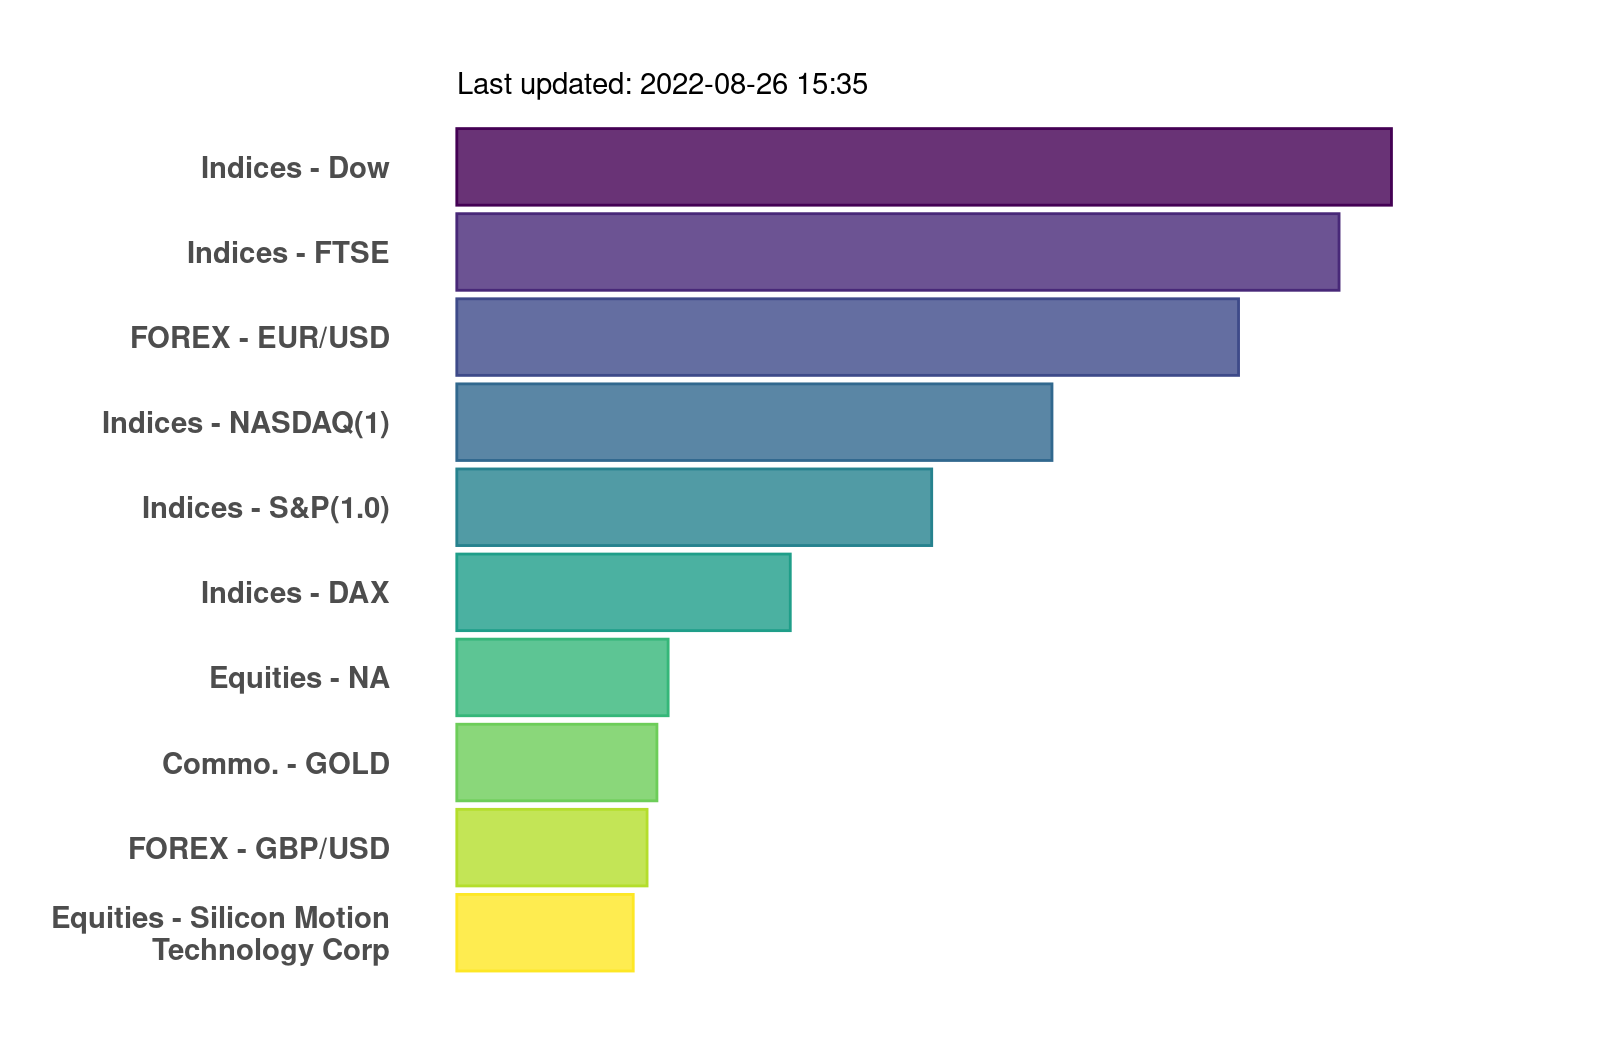 Last updated: 2022-08-26 15:35
Indices - Dow
Indices - FTSE
FOREX - EUR/USD
Indices - NASDAQ(1)
Indices - S&P(1.0)
Indices - DAX
Equities - NA
Commo. - GOLD
FOREX - GBP/USD
Equities - Silicon Motion
Technology Corp